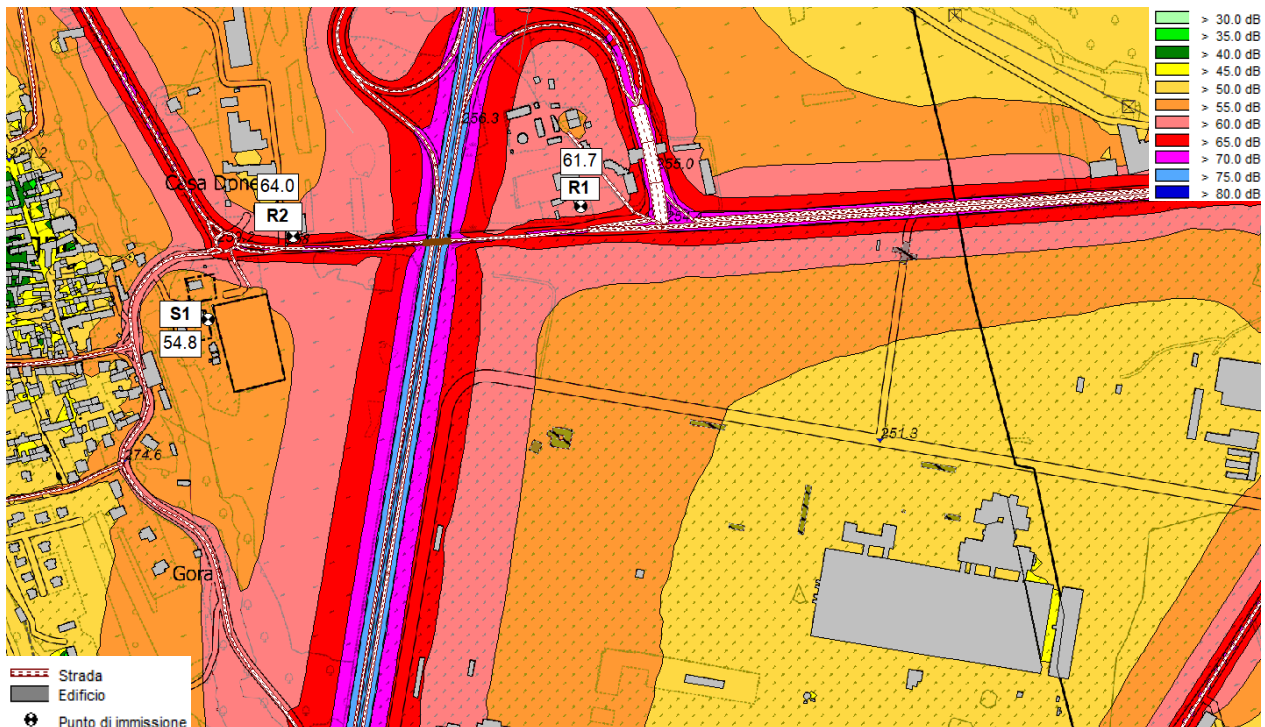 > 30.0 dB
> 35.0 dB
> 40.0 dB
> 45.0 dB
> 50.0 dB
> 55.0 dB
> 60.0 dB
> 65.0 dB
> 70.0 dB
> 75.0 dB
> 80.0 dB
256.3
61.7
R1
64.0
R2
S1
54.8
251.3
274.6
Gora
Strada
Edificio
Punto di immissione